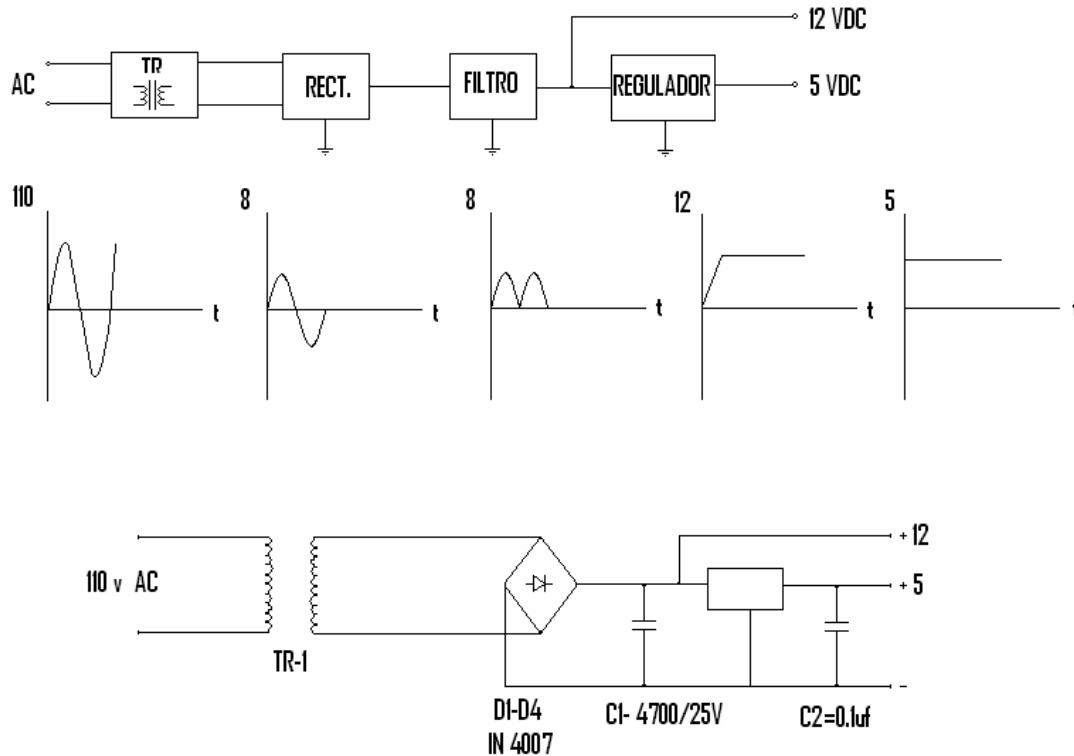 12 VDC
AC
TR
RECT.
FILTRO
REGULADOR
5 VDC
110
8
8
12
5
t
t
t
t
t
110 v AC
TR-1
+ 12
+ 5
-
D1-D4
IN 4007
C1- 4700/25V
C2=0.1uf